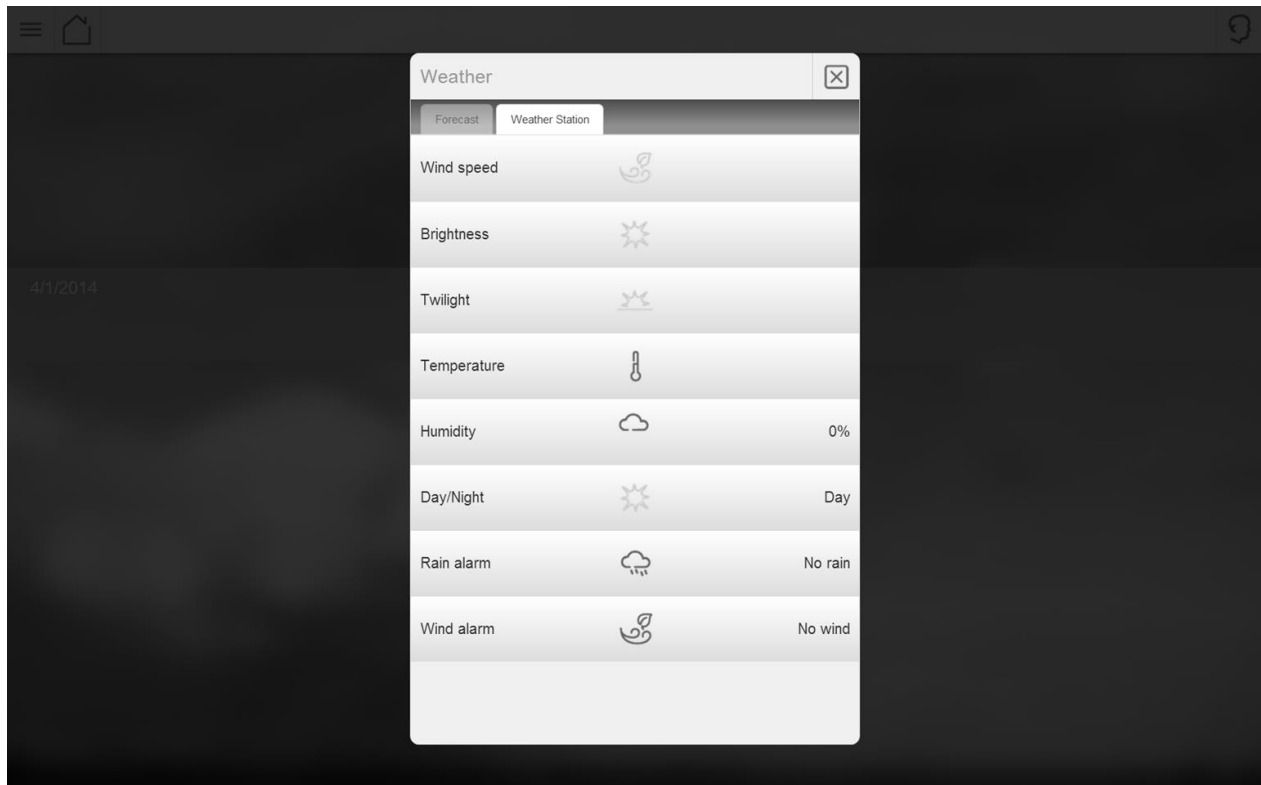 Weather
Forecast Weather Station
Wind speed
Brightness
4/1/2014
Twilight
Temperature
Humidity 0%
Day/Night Day
Rain alarm No rain
Wind alarm No wind